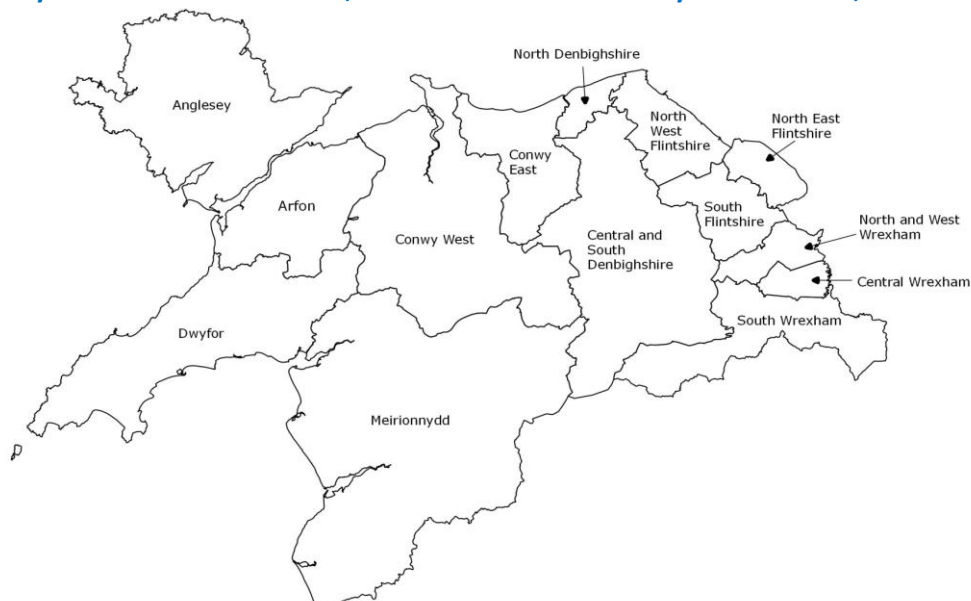 North Denbighshire
Anglesey
North
West
Flintshire
North East
Flintshire
Conwy
East
Arfon
South
Flintshire
North and West
Wrexham
Conwy West
Central and
South
Denbighshire
Central Wrexham
Dwyfor
South Wrexham
Meirionnydd